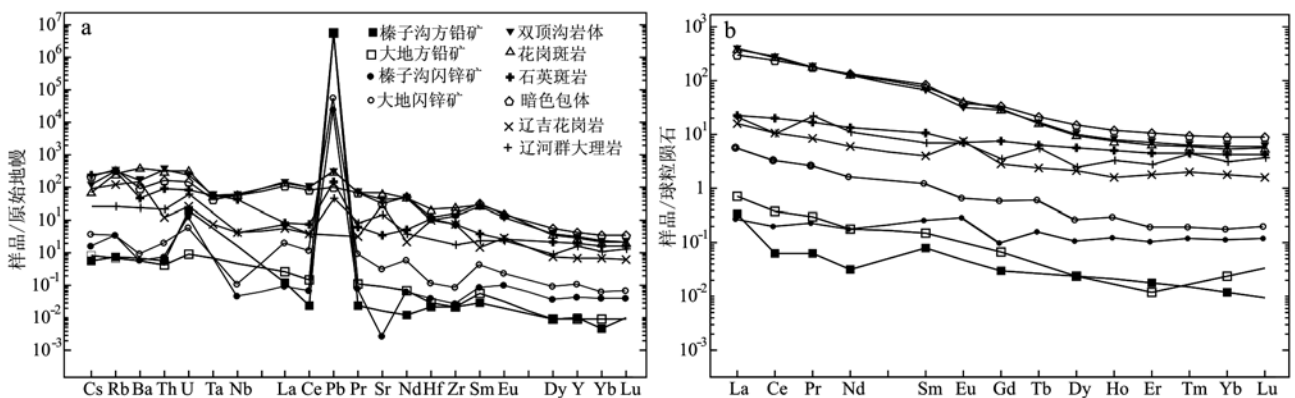 a
样品/原始地幔
10⁷
10⁶
10⁵
10⁴
10³
10²
10¹
1
10⁻¹
10⁻²
10⁻³
榛子沟方铅矿
大地方铅矿
榛子沟闪锌矿
大地闪锌矿
双顶沟岩体
花岗斑岩
石英斑岩
暗色包体
辽吉花岗岩
辽河群大理岩
Cs Rb Ba Th U Ta Nb La Ce Pb Pr Sr Nd Hf Zr Sm Eu Dy Y Yb Lu
b
样品/球粒陨石
10³
10²
10¹
1
10⁻¹
10⁻²
10⁻³
La Ce Pr Nd Sm Eu Gd Tb Dy Ho Er Tm Yb Lu